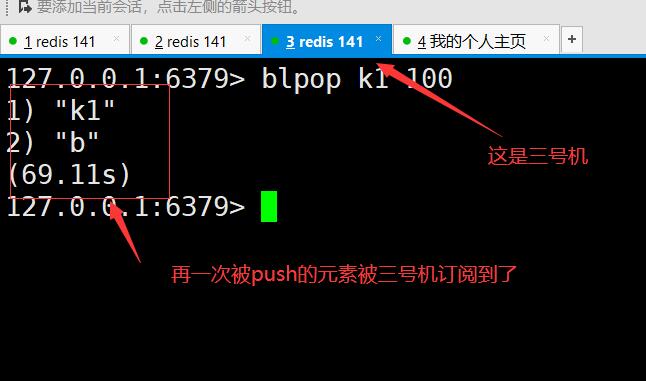 要添加当前会话，点击左侧的箭头按钮。
1 redis 141 × 2 redis 141 × 3 redis 141 × 4 我的个人主页 × +
127.0.0.1:6379> blpop k1 100
1) "k1"
2) "b"
(69.11s)
127.0.0.1:6379>
这是三号机
再一次被push的元素被三号机订阅到了